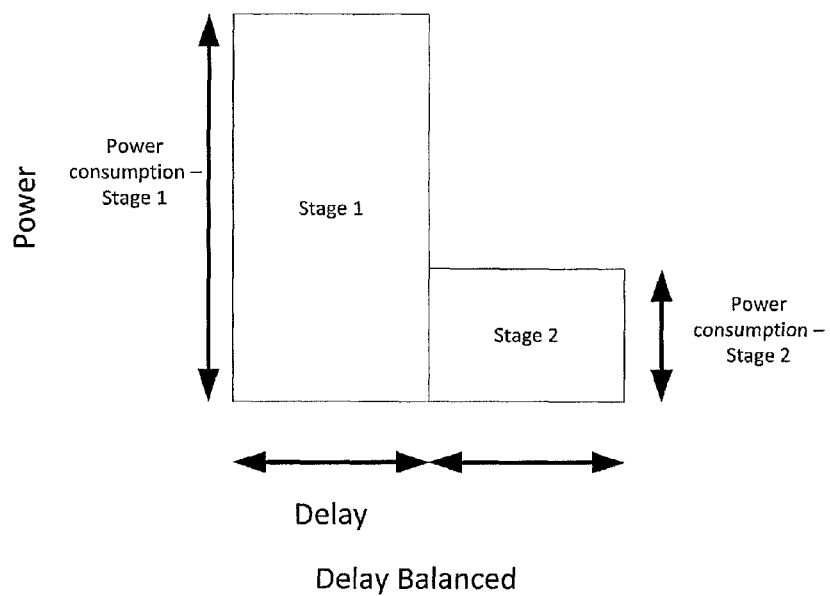 Power
Power
consumption –
Stage 1
Stage 1
Stage 2
Power
consumption –
Stage 2
Delay
Delay Balanced